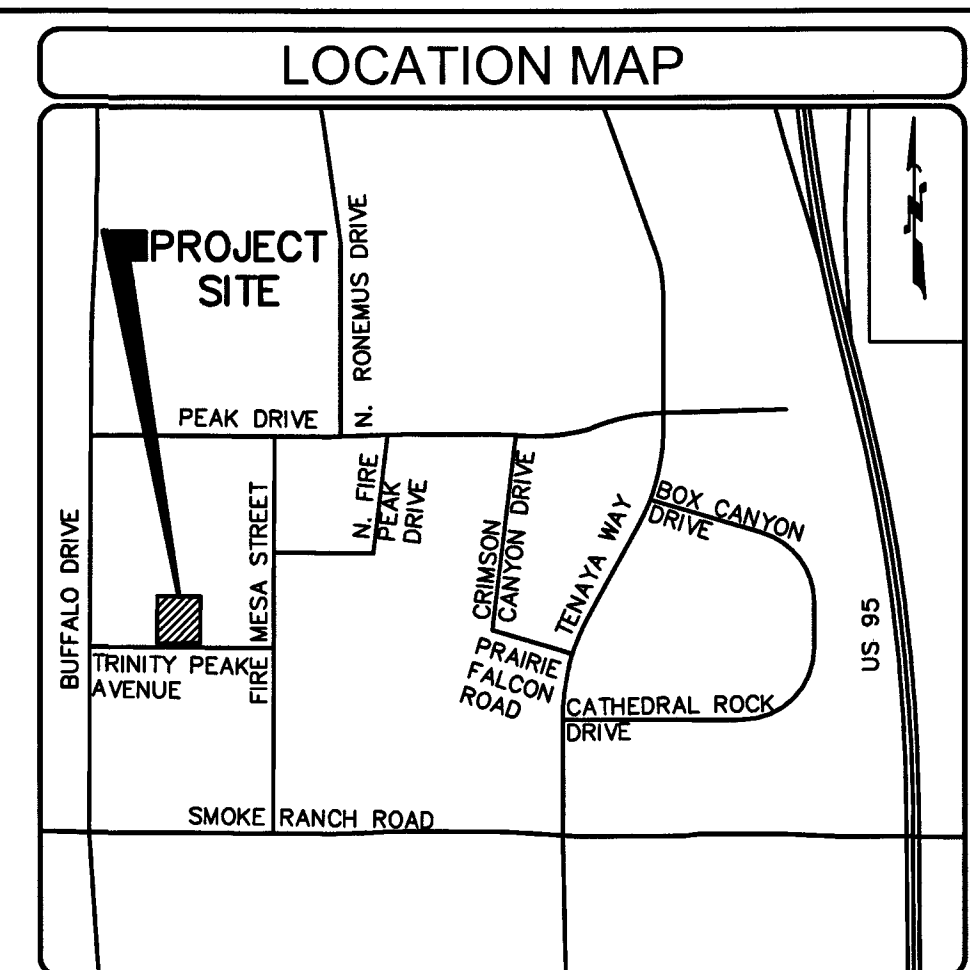 LOCATION MAP
N
PROJECT
SITE
N. RONEMUS DRIVE
PEAK DRIVE
N. FIRE
PEAK
DRIVE
CRIMSON
CANYON DRIVE
TENAYA WAY
BOX CANYON
DRIVE
BUFFALO DRIVE
FIRE MESA STREET
US 95
TRINITY PEAK
AVENUE
PRAIRIE
FALCON
ROAD
CATHEDRAL ROCK
DRIVE
SMOKE RANCH ROAD